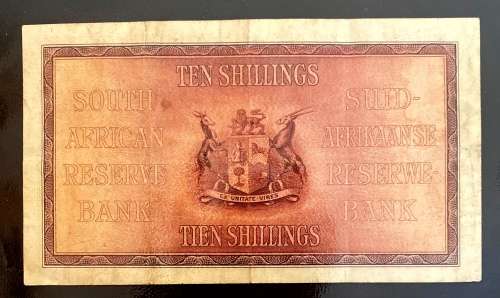 TEN SHILLINGS
SOUTH
AFRICAN
RESERVE
BANK
SUID-
AFRIKAANSE
RESERWE-
BANK
EX UNITATE VIRES
TIEN SHILLINGS